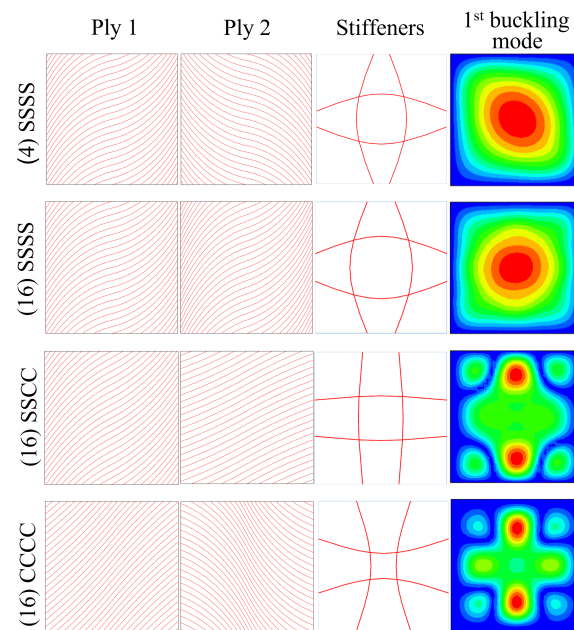 Ply 1 Ply 2 Stiffeners 1st buckling
mode
(4) SSSS
(16) SSSS
(16) SSCC
(16) CCCC